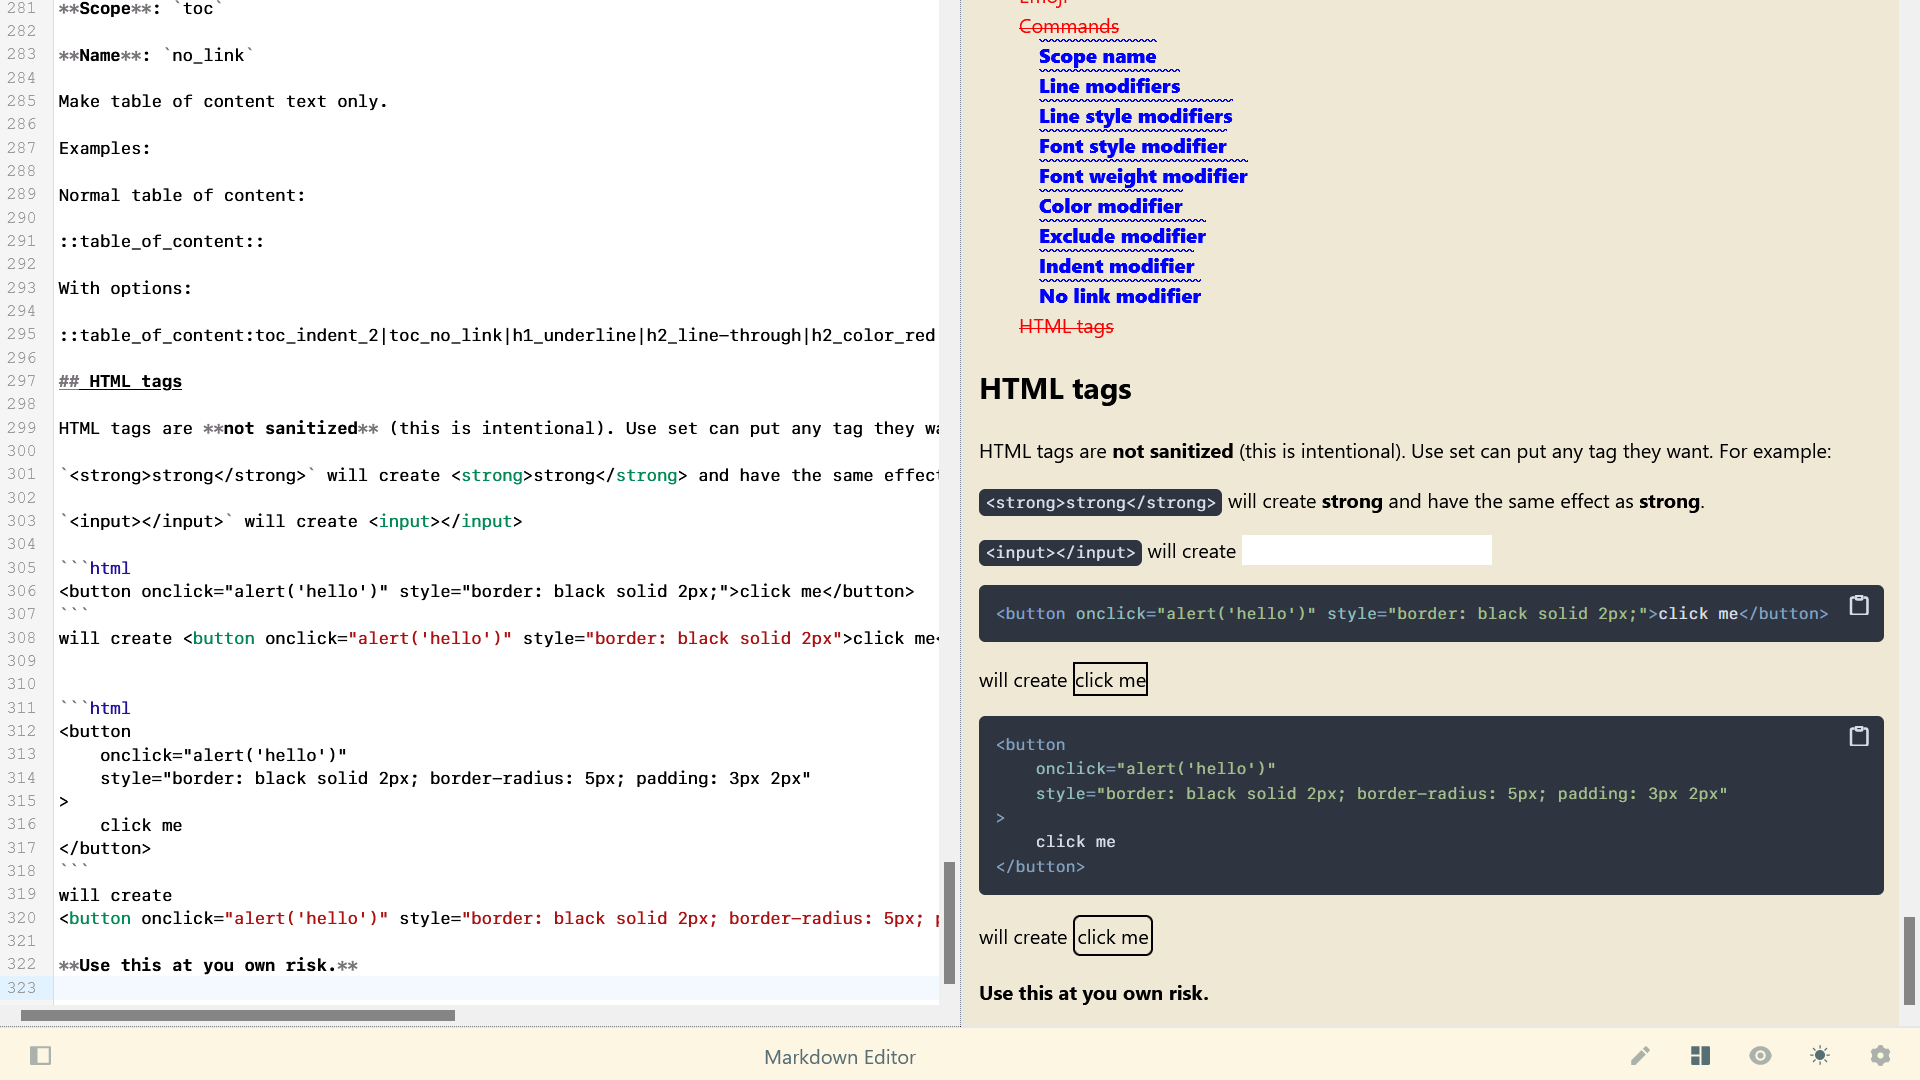 281 **Scope**: `toc`
282
283 **Name**: `no_link`
284
285 Make table of content text only.
286
287 Examples:
288
289 Normal table of content:
290
291 ::table_of_content::
292
293 With options:
294
295 ::table_of_content:toc_indent_2|toc_no_link|h1_underline|h2_line-through|h2_color_red
296
297 ## HTML tags
298
299 HTML tags are **not sanitized** (this is intentional). Use set can put any tag they
300
301 `<strong>strong</strong>` will create <strong>strong</strong> and have the same
302
303 `<input></input>` will create <input></input>
304
305 ```html
306 <button onclick="alert('hello')" style="border: black solid 2px;">click me</button>
307 ```
308 will create <button onclick="alert('hello')" style="border: black solid 2px">click me
309
310
311 ```html
312 <button
313 onclick="alert('hello')"
314 style="border: black solid 2px; border-radius: 5px; padding: 3px 2px"
315 >
316 click me
317 </button>
318 ```
319 will create
320 <button onclick="alert('hello')" style="border: black solid 2px; border-radius: 5px;
321
322 **Use this at you own risk.**
323
Emoji
Commands
Scope name
Line modifiers
Line style modifiers
Font style modifier
Font weight modifier
Color modifier
Exclude modifier
Indent modifier
No link modifier
HTML tags
HTML tags
HTML tags are not sanitized (this is intentional). Use set can put any tag they want. For example:
<strong>strong</strong> will create strong and have the same effect as strong.
<input></input> will create
<button onclick="alert('hello')" style="border: black solid 2px;">click me</button>
will create click me
<button
onclick="alert('hello')"
style="border: black solid 2px; border-radius: 5px; padding: 3px 2px"
>
click me
</button>
will create click me
Use this at you own risk.
Markdown Editor